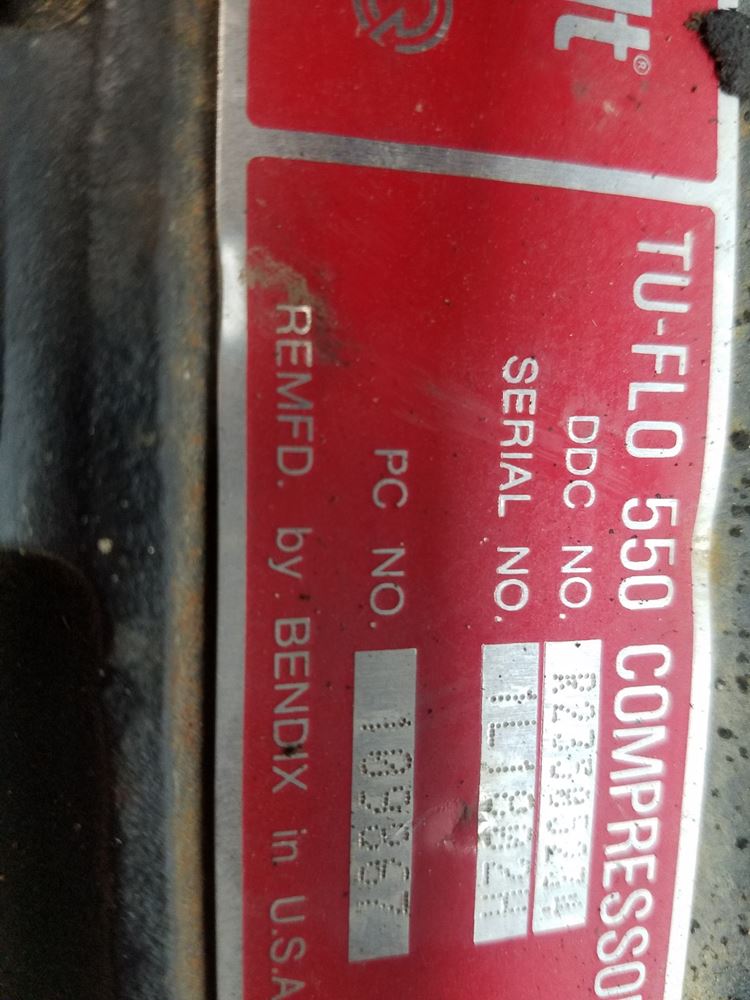 TU-FLO 550 COMPRESSO
DDC NO.
SERIAL NO.
PC NO. 109867
REMFD. by BENDIX in U.S.A